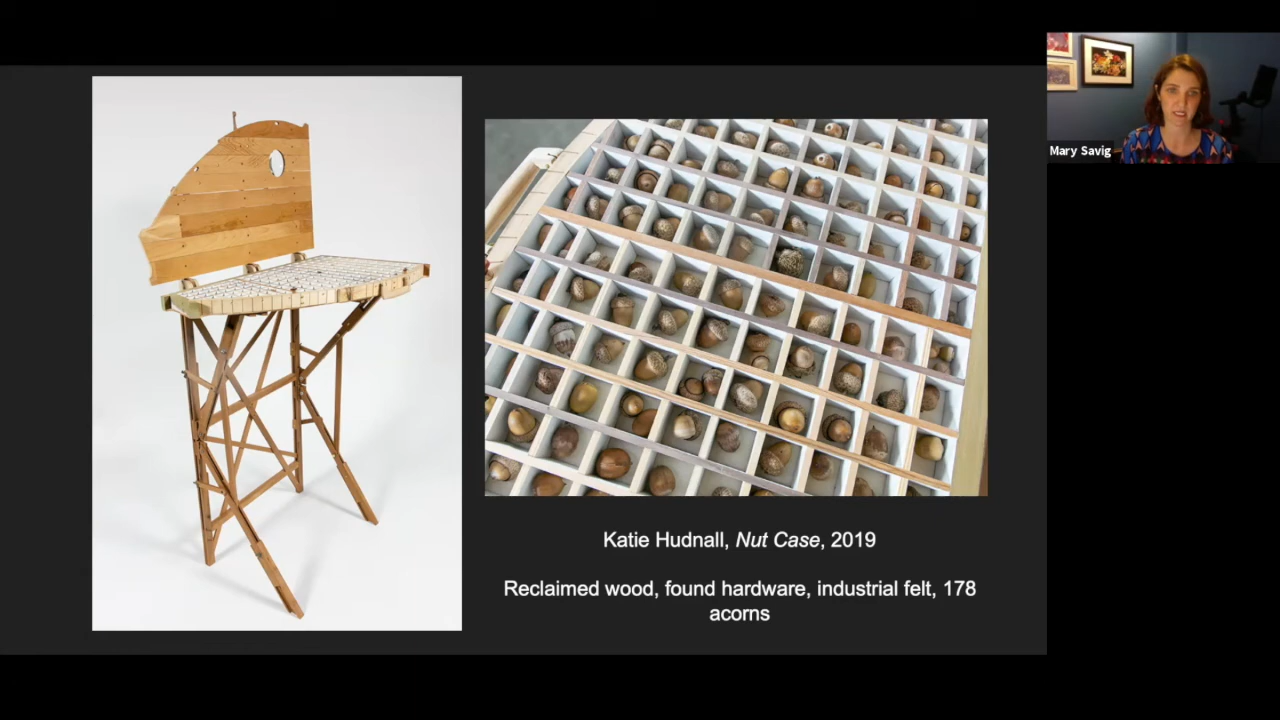 Mary Savig
Katie Hudnall, Nut Case, 2019
Reclaimed wood, found hardware, industrial felt, 178
acorns